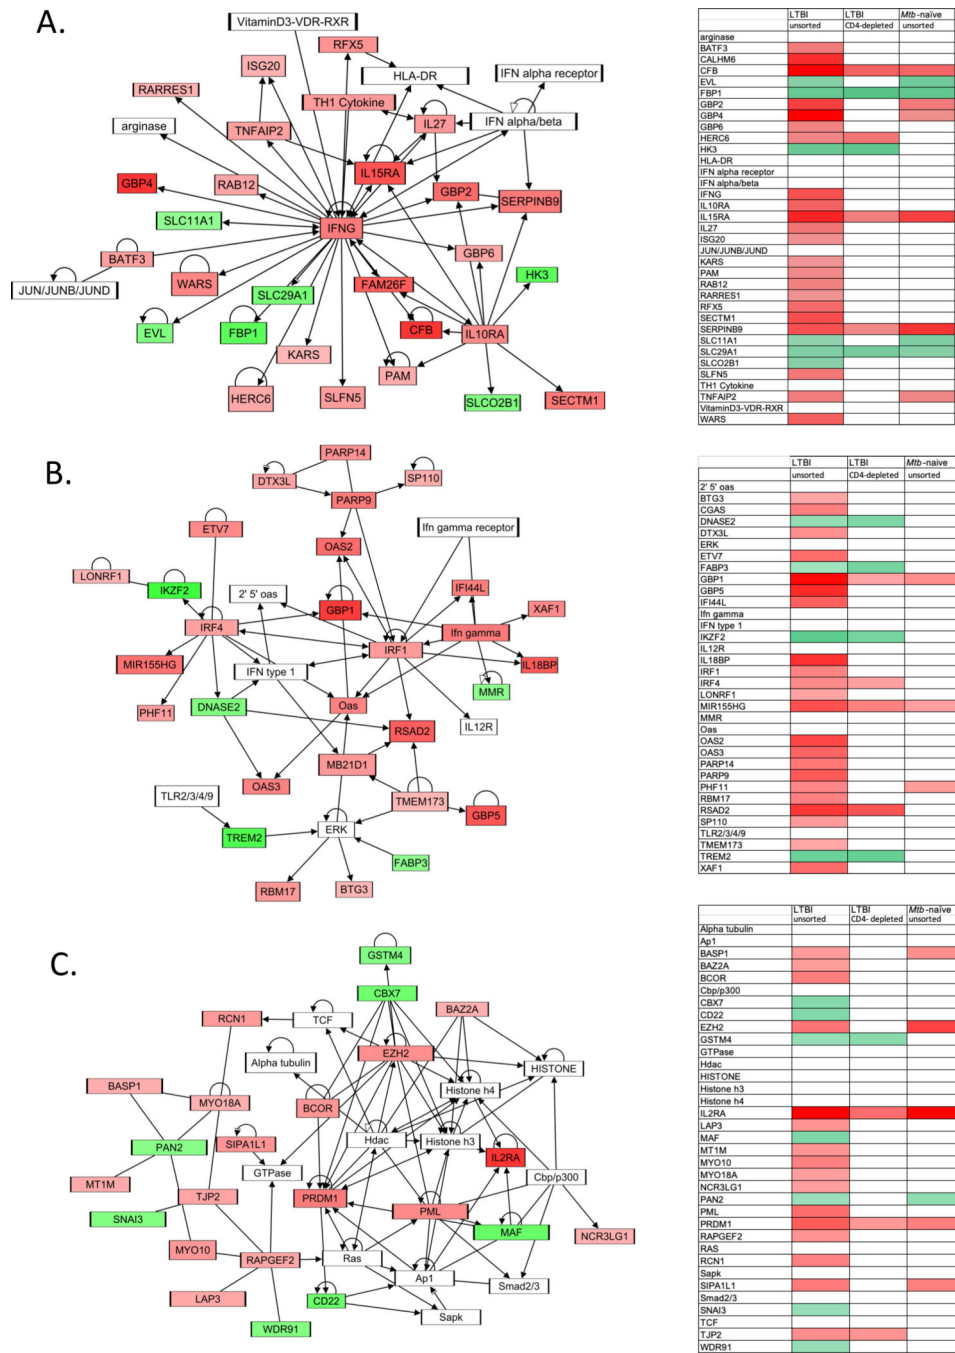 A.
VitaminD3-VDR-RXR
RFX5
ISG20
HLA-DR
IFN alpha receptor
RARRES1
TH1 Cytokine
arginase
TNFAIP2
IL27
IFN alpha/beta
GBP4
RAB12
IL15RA
GBP2
SERPINB9
SLC11A1
IFNG
BATF3
GBP6
JUN/JUNB/JUND
WARS
SLC29A1
FAM26F
HK3
EVL
FBP1
CFB
IL10RA
KARS
PAM
HERC6
SLFN5
SLCO2B1
SECTM1
LTBI LTBI Mtb-naïve
unsorted CD4-depleted unsorted
arginase
BATF3
CALHM6
CFB
EVL
FBP1
GBP2
GBP4
GBP6
HERC6
HK3
HLA-DR
IFN alpha receptor
IFN alpha/beta
IFNG
IL10RA
IL15RA
IL27
ISG20
JUN/JUNB/JUND
KARS
PAM
RAB12
RARRES1
RFX5
SECTM1
SERPINB9
SLC11A1
SLC29A1
SLCO2B1
SLFN5
TH1 Cytokine
TNFAIP2
VitaminD3-VDR-RXR
WARS
B.
PARP14
DTX3L
SP110
PARP9
ETV7
OAS2
Ifn gamma receptor
LONRF1
IKZF2
2' 5' oas
GBP1
IFI44L
XAF1
IRF4
Ifn gamma
IRF1
MIR155HG
IFN type 1
IL18BP
MMR
PHF11
DNASE2
Oas
RSAD2
IL12R
OAS3
MB21D1
TLR2/3/4/9
TMEM173
GBP5
TREM2
ERK
FABP3
RBM17
BTG3
LTBI LTBI Mtb-naive
unsorted CD4-depleted unsorted
2' 5' oas
BTG3
CGAS
DNASE2
DTX3L
ERK
ETV7
FABP3
GBP1
GBP5
IFI44L
Ifn gamma
IFN type 1
IKZF2
IL12R
IL18BP
IRF1
IRF4
LONRF1
MIR155HG
MMR
Oas
OAS2
OAS3
PARP14
PARP9
PHF11
RBM17
RSAD2
SP110
TLR2/3/4/9
TMEM173
TREM2
XAF1
C.
GSTM4
CBX7
RCN1
TCF
BAZ2A
Alpha tubulin
EZH2
HISTONE
BASP1
MYO18A
BCOR
Histone h4
PAN2
SIPA1L1
Hdac
Histone h3
IL2RA
MT1M
GTPase
Cbp/p300
TJP2
PRDM1
SNAI3
PML
MAF
NCR3LG1
MYO10
RAPGEF2
Ras
Ap1
Smad2/3
LAP3
CD22
Sapk
WDR91
LTBI LTBI Mtb-naïve
unsorted CD4- depleted unsorted
Alpha tubulin
Ap1
BASP1
BAZ2A
BCOR
Cbp/p300
CBX7
CD22
EZH2
GSTM4
GTPase
Hdac
HISTONE
Histone h3
Histone h4
IL2RA
LAP3
MAF
MT1M
MYO10
MYO18A
NCR3LG1
PAN2
PML
PRDM1
RAPGEF2
RAS
RCN1
Sapk
SIPA1L1
Smad2/3
SNAI3
TCF
TJP2
WDR91